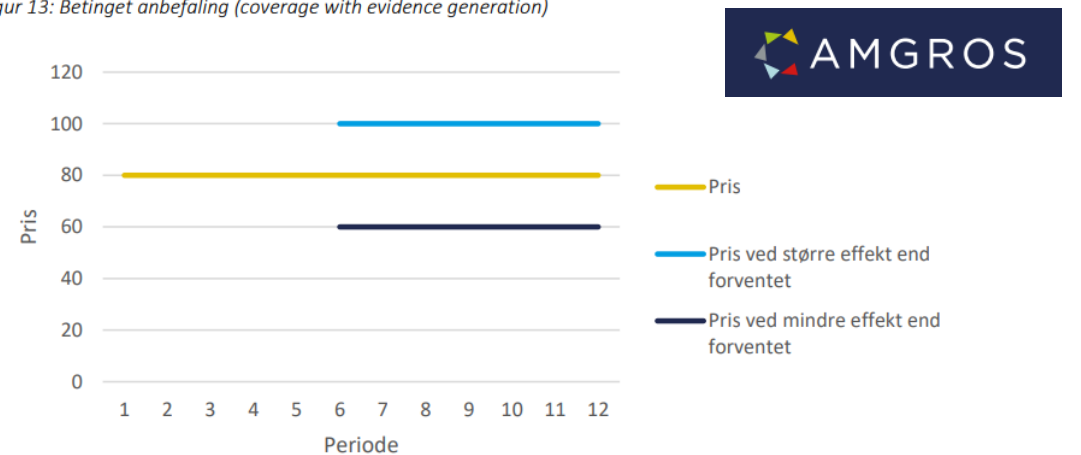 gur 13: Betinget anbefaling (coverage with evidence generation)
AMGROS
120
100
80
60
40
20
0
Pris
1 2 3 4 5 6 7 8 9 10 11 12
Periode
Pris
Pris ved større effekt end
forventet
Pris ved mindre effekt end
forventet